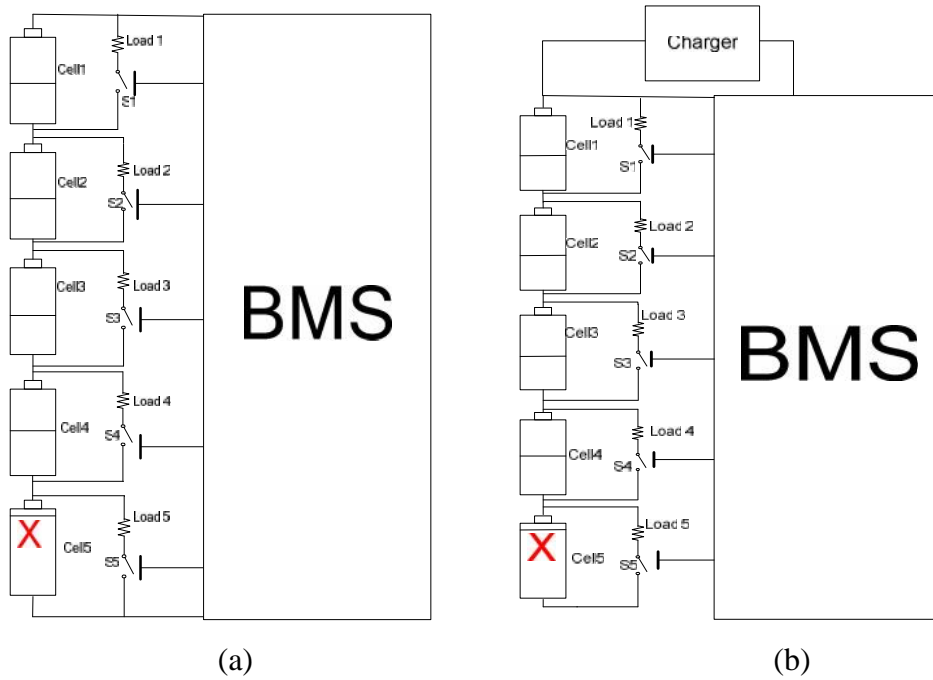 Load 1
Cell1
S1
Load 2
Cell2
S2
Load 3
Cell3
S3
BMS
Load 4
Cell4
S4
Load 5
X
Cell5
S5
(a)
Charger
Load 1
Cell1
S1
Load 2
Cell2
S2
Load 3
Cell3
S3
BMS
Load 4
Cell4
S4
Load 5
X
Cell5
S5
(b)